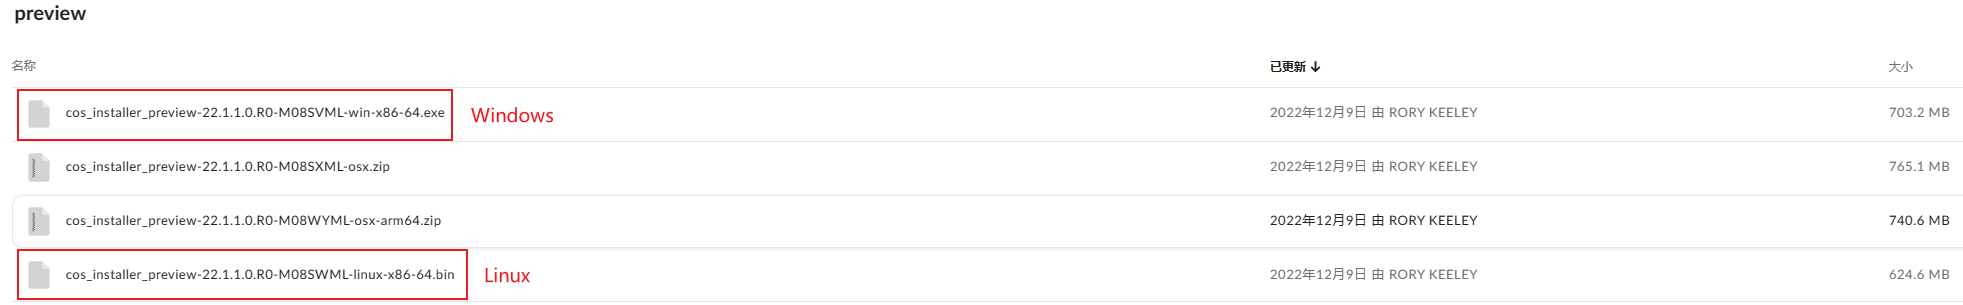 preview
名称 已更新 ↓ 大小
cos_installer_preview-22.1.1.0.R0-M08SVML-win-x86-64.exe Windows 2022年12月9日 由 RORY KEELEY 703.2 MB
cos_installer_preview-22.1.1.0.R0-M08SXML-osx.zip 2022年12月9日 由 RORY KEELEY 765.1 MB
cos_installer_preview-22.1.1.0.R0-M08WYML-osx-arm64.zip 2022年12月9日 由 RORY KEELEY 740.6 MB
cos_installer_preview-22.1.1.0.R0-M08SWML-linux-x86-64.bin Linux 2022年12月9日 由 RORY KEELEY 624.6 MB